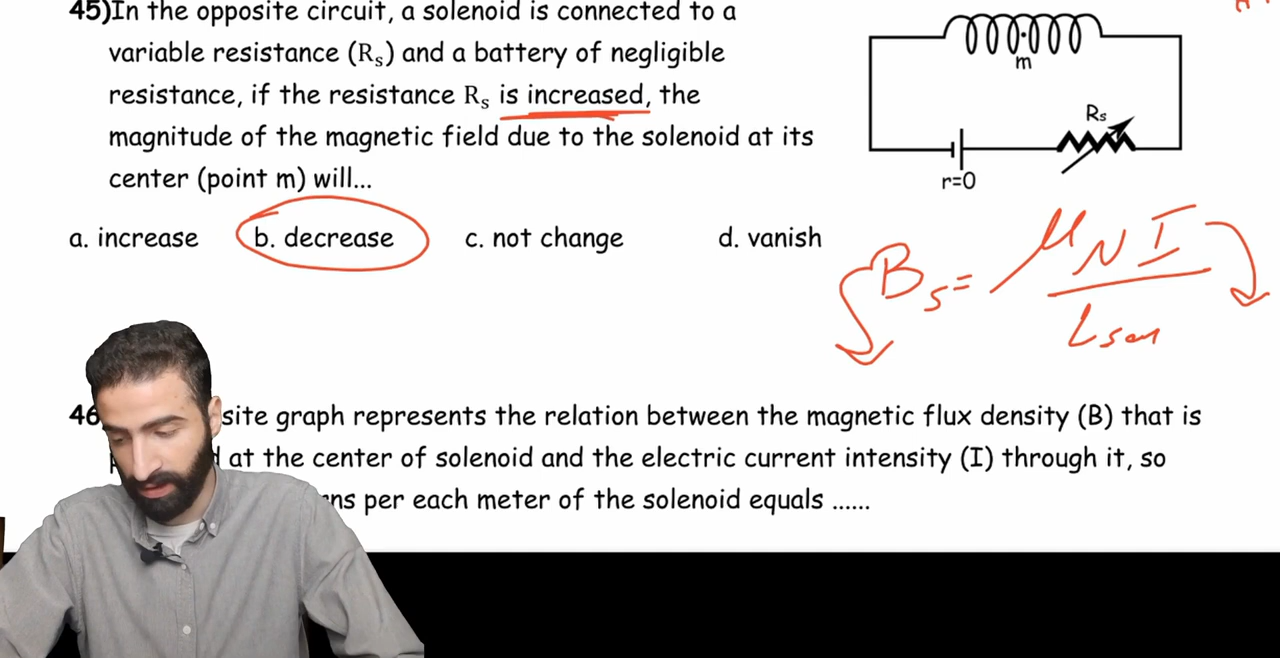 45)In the opposite circuit, a solenoid is connected to a
variable resistance (Rₛ) and a battery of negligible
resistance, if the resistance Rₛ is increased, the
magnitude of the magnetic field due to the solenoid at its
center (point m) will...
a. increase b. decrease c. not change d. vanish
m
Rₛ
r=0
Bₛ= μ N I
46 site graph represents the relation between the magnetic flux density (B) that is
at the center of solenoid and the electric current intensity (I) through it, so
per each meter of the solenoid equals ......